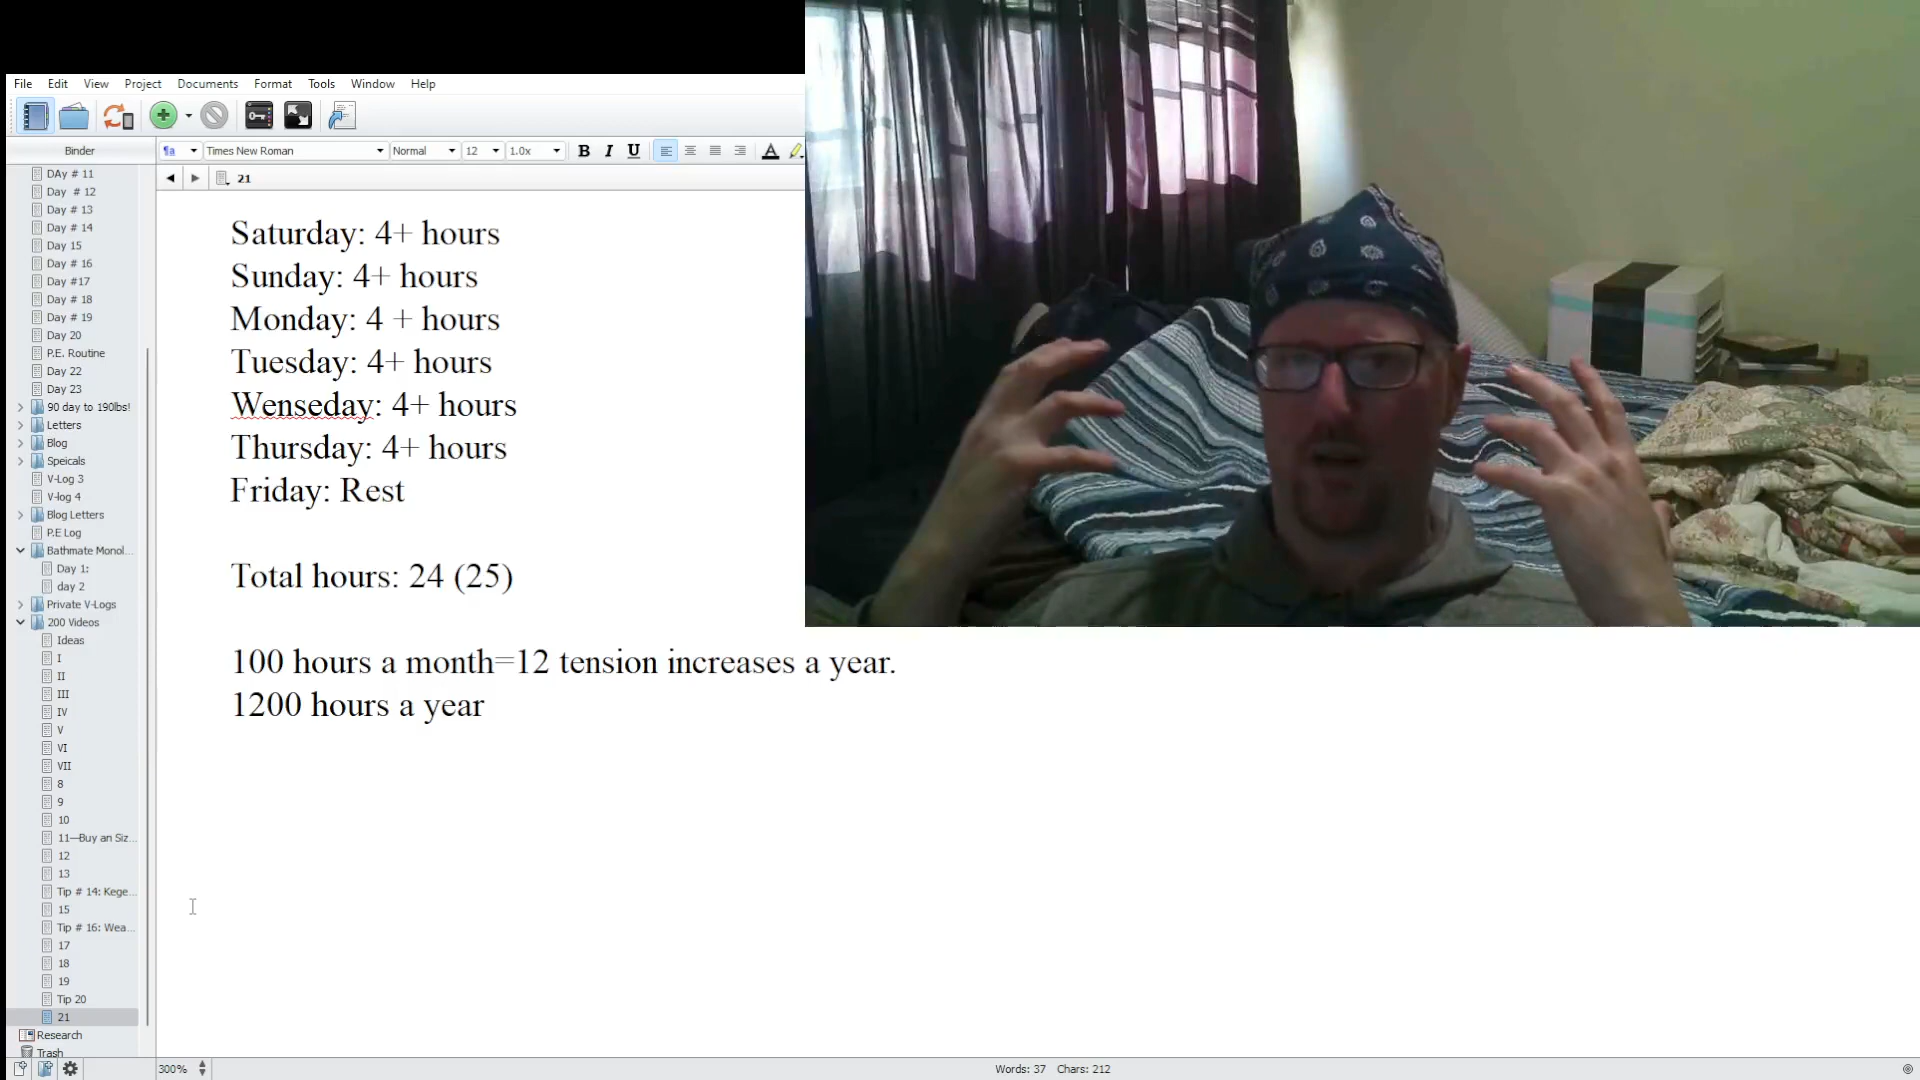 File Edit View Project Documents Format Tools Window Help
Binder
Times New Roman Normal 12 1.0x B I U A
21
DAy # 11
Day # 12
Day # 13
Day # 14
Day 15
Day # 16
Day #17
Day # 18
Day # 19
Day 20
P.E. Routine
Day 22
Day 23
90 day to 190lbs!
Letters
Blog
Speicals
V-Log 3
V-log 4
Blog Letters
P.E Log
Bathmate Monol...
Day 1:
day 2
Private V-Logs
200 Videos
Ideas
I
II
III
IV
V
VI
VII
8
9
10
11—Buy an Siz...
12
13
Tip # 14: Kege...
15
Tip # 16: Wea...
17
18
19
Tip 20
21
Research
Trash
Saturday: 4+ hours
Sunday: 4+ hours
Monday: 4 + hours
Tuesday: 4+ hours
Wenseday: 4+ hours
Thursday: 4+ hours
Friday: Rest
Total hours: 24 (25)
100 hours a month=12 tension increases a year.
1200 hours a year
300%
Words: 37 Chars: 212